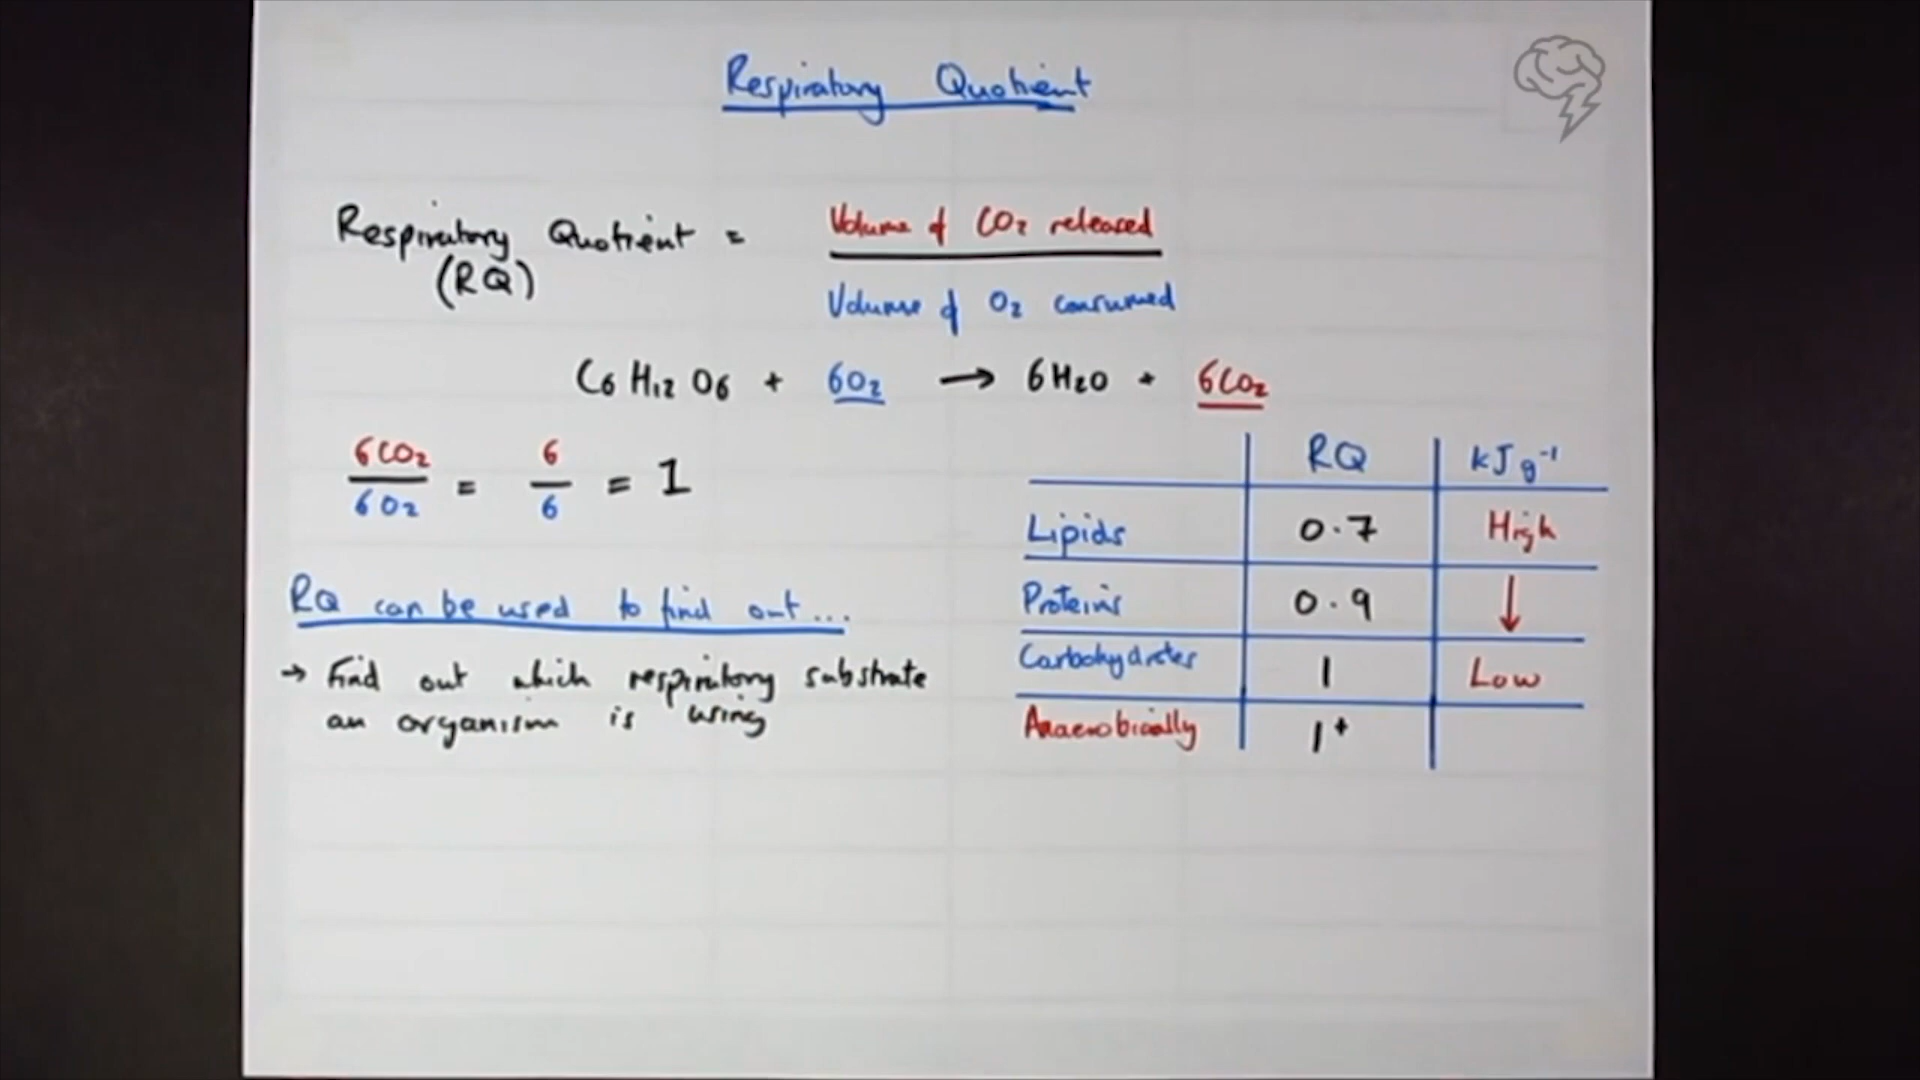 Respiratory Quotient
Respiratory Quotient = Volume of CO₂ released
(RQ)
Volume of O₂ consumed
C₆H₁₂O₆ + 6O₂ → 6H₂O + 6CO₂
6CO₂ / 6O₂ = 6 / 6 = 1
RQ can be used to find out...
→ Find out which respiratory substrate
an organism is using
RQ kJ g⁻¹
Lipids 0.7 High
Proteins 0.9 ↓
Carbohydrates 1 Low
Anaerobically 1⁺